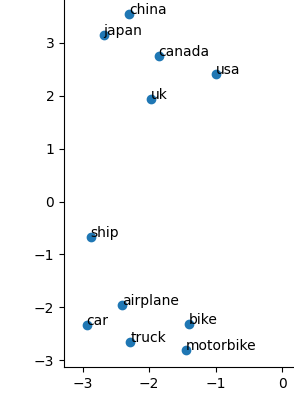 china
japan
3
canada
usa
2
uk
1
0
ship
−1
airplane
−2
car
bike
truck
motorbike
−3
−3 −2 −1 0